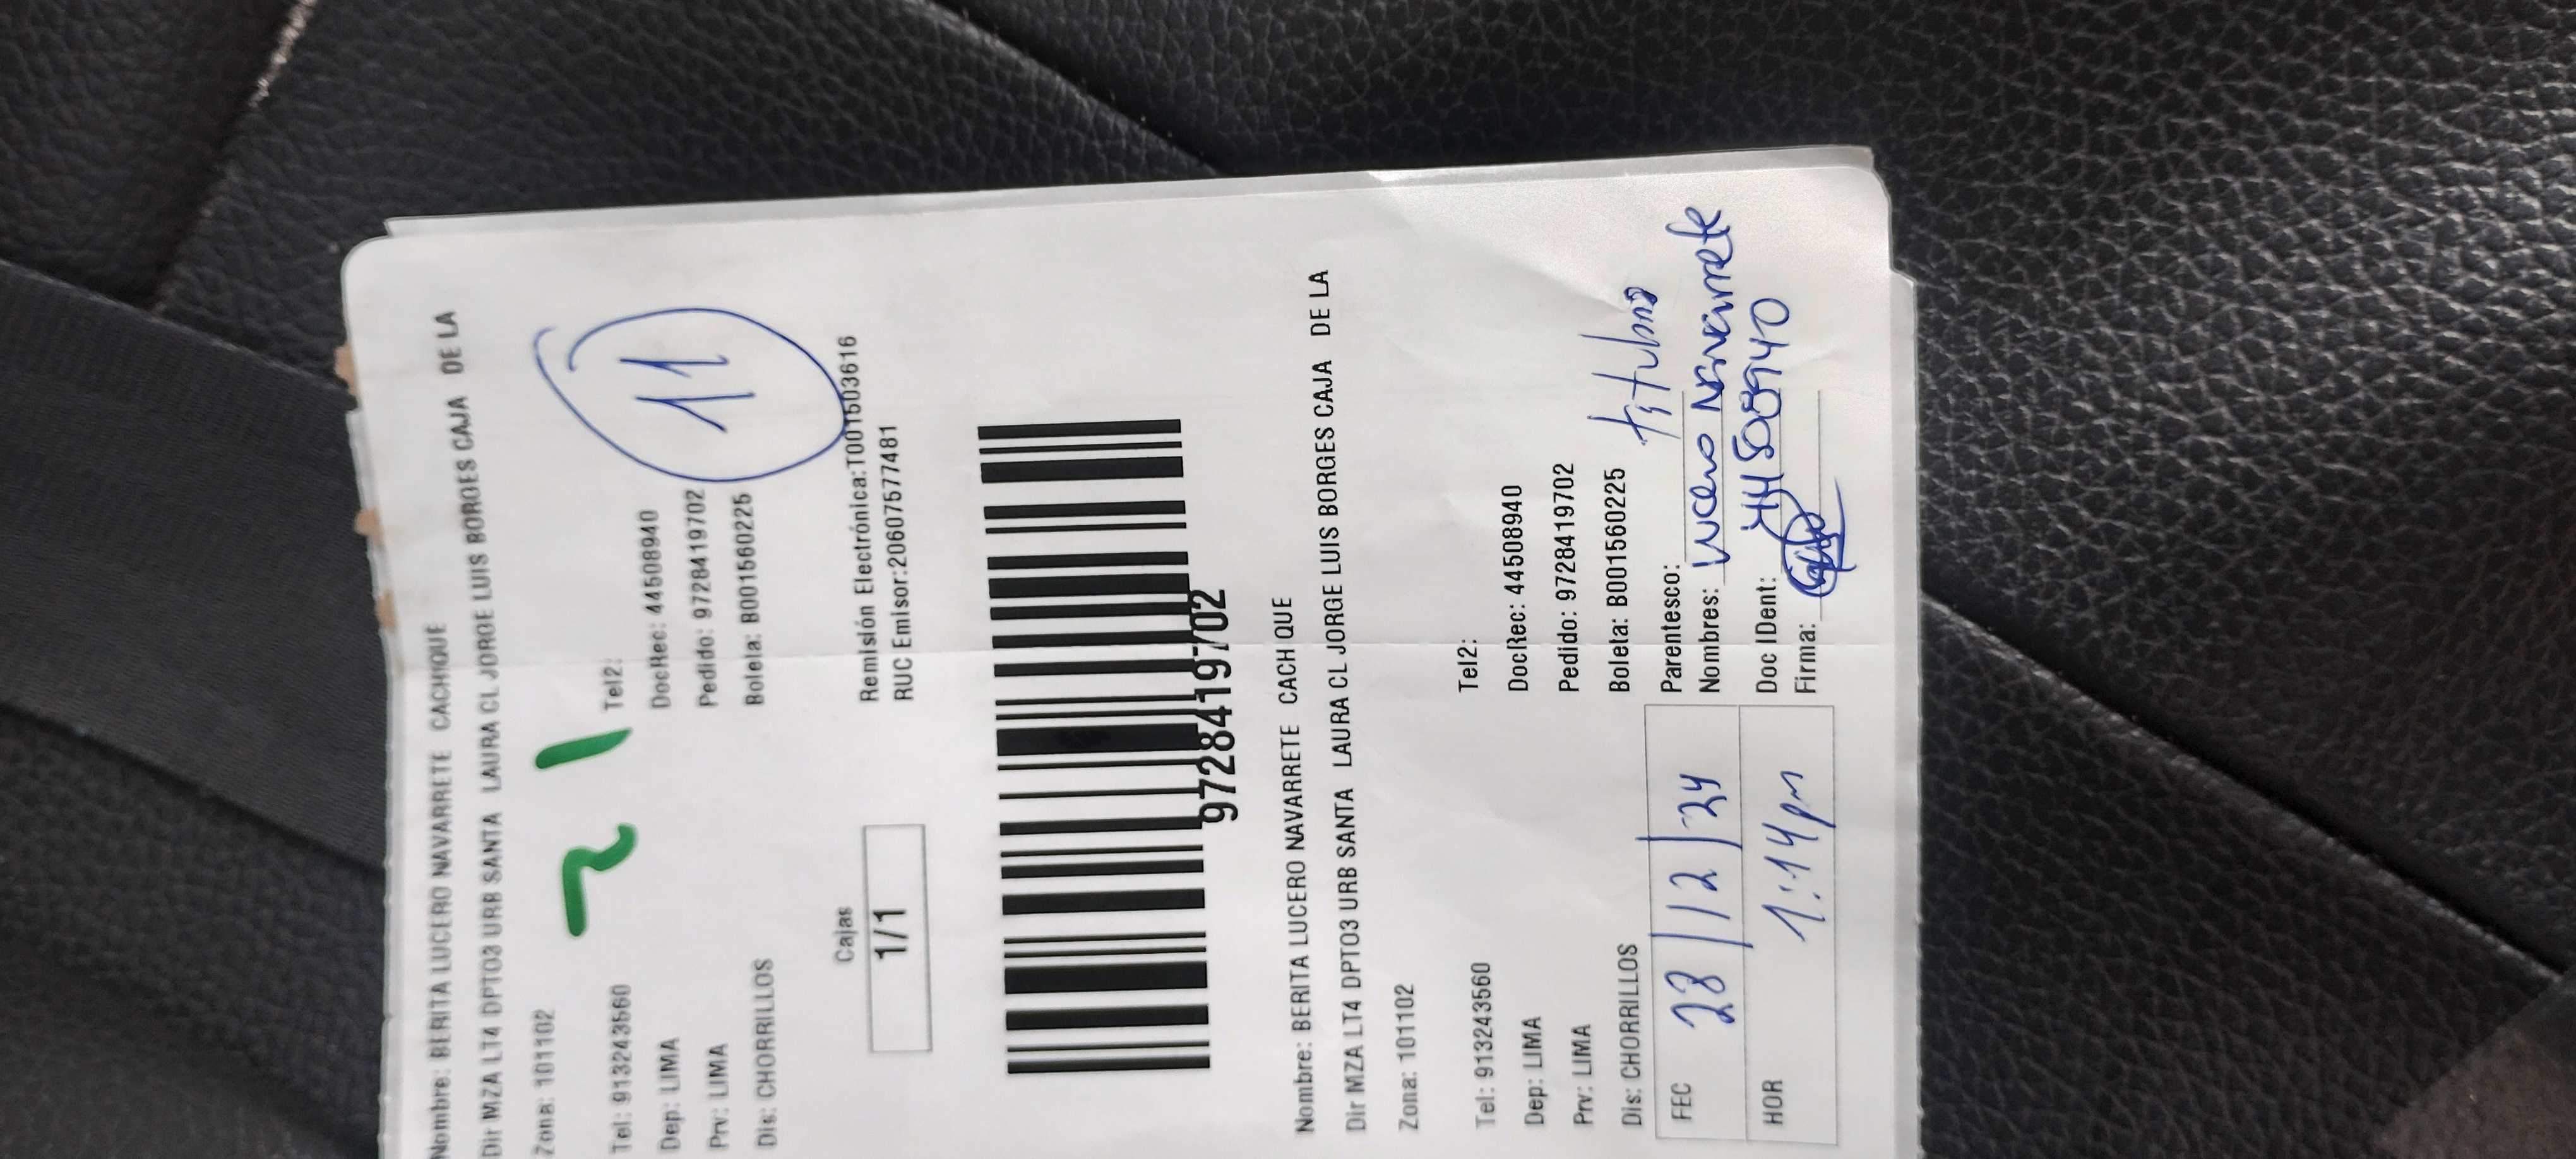 Nombre: BERITA LUCERO NAVARRETE CACHIQUE
Dir MZA LT4 DPTO3 URB SANTA LAURA CL JORGE LUIS BORGES CAJA DE LA
Zona: 101102
21
11
Tel: 913243560 Tel2:
Dep: LIMA DocRec: 44508940
Prv: LIMA Pedido: 9728419702
Dis: CHORRILLOS Boleta: B001560225
Cajas
1/1
Remisión Electrónica:T001503616
RUC Emisor:20607577481
9728419702
Nombre: BERITA LUCERO NAVARRETE CACHIQUE
Dir MZA LT4 DPTO3 URB SANTA LAURA CL JORGE LUIS BORGES CAJA DE LA
Zona: 101102
Tel: 913243560 Tel2:
Dep: LIMA DocRec: 44508940
Prv: LIMA Pedido: 9728419702
Dis: CHORRILLOS Boleta: B001560225
FEC 28/12/24
HOR 1:14pm
Parentesco: titular
Nombres: Lucero Navarrete
Doc IDent: 44508940
Firma: